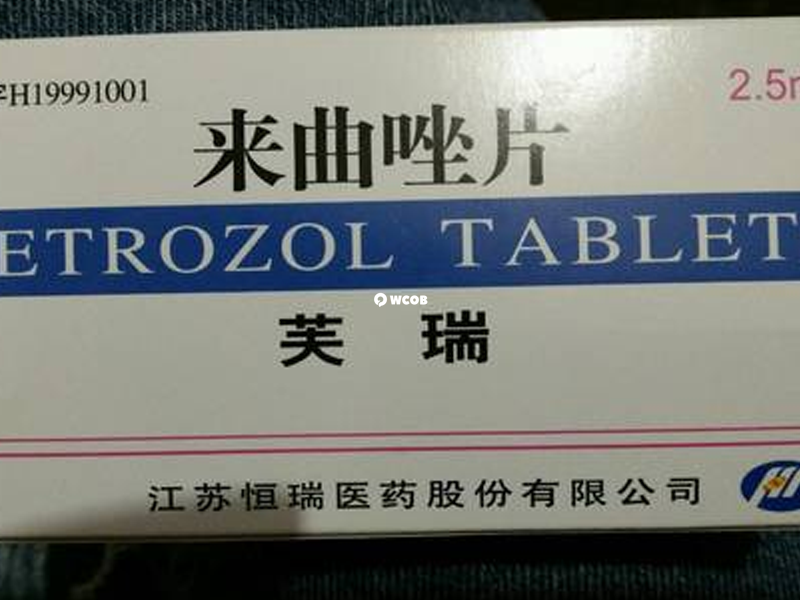 H19991001
2.5
来曲唑片
ETROZOL TABLET
WCOB
芙瑞
江苏恒瑞医药股份有限公司